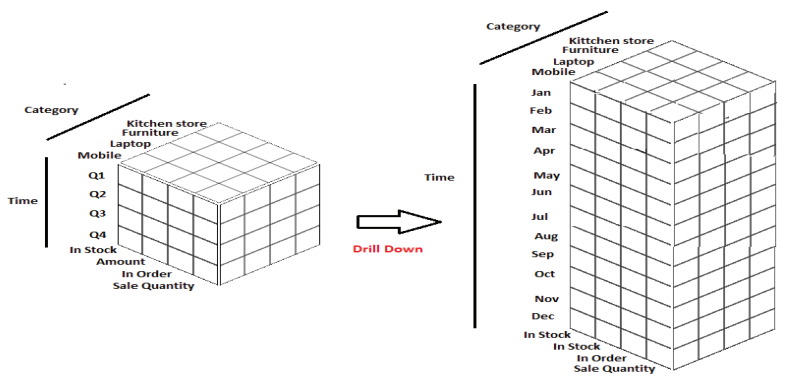 Category
Kittchen store
Furniture
Laptop
Mobile
Time
Q1
Q2
Q3
Q4
In Stock
Amount
In Order
Sale Quantity
Drill Down
Category
Kittchen store
Furniture
Laptop
Mobile
Time
Jan
Feb
Mar
Apr
May
Jun
Jul
Aug
Sep
Oct
Nov
Dec
In Stock
In Stock
In Order
Sale Quantity